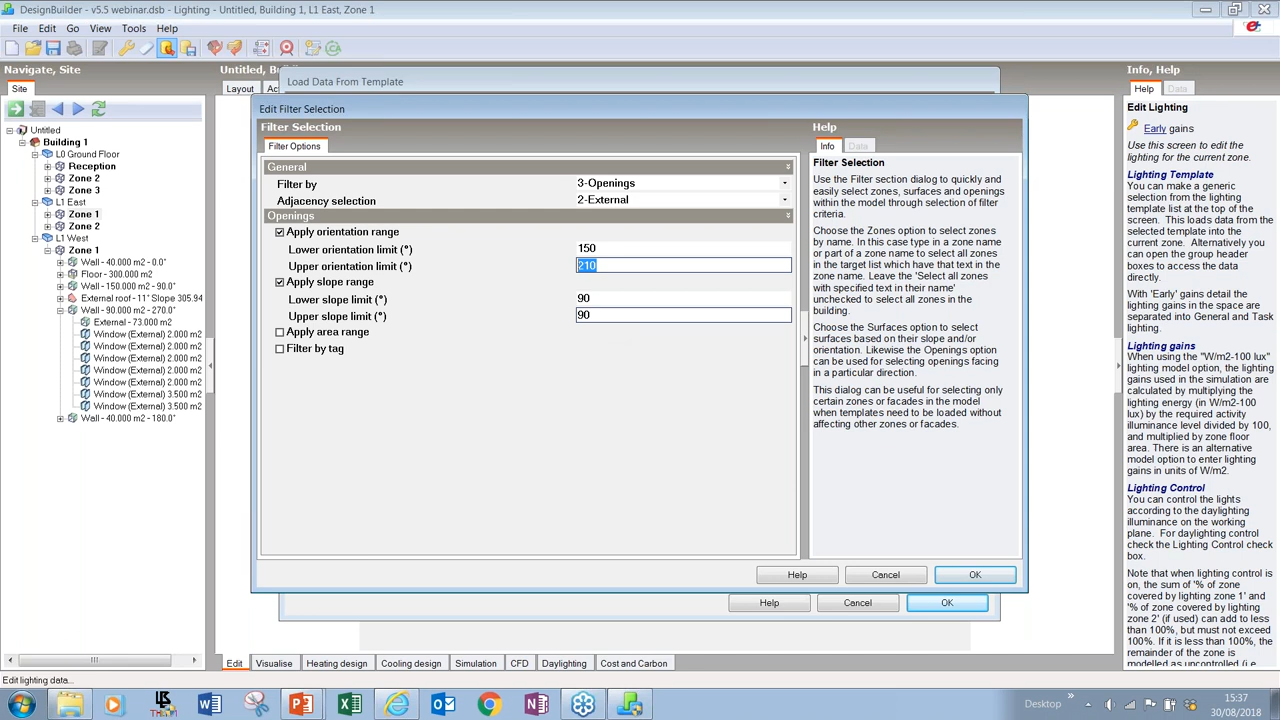 DesignBuilder - v5.5 webinar.dsb - Lighting - Untitled, Building 1, L1 East, Zone 1
File Edit Go View Tools Help
Navigate, Site
Site
Untitled
Building 1
L0 Ground Floor
Reception
Zone 2
Zone 3
L1 East
Zone 1
Zone 2
L1 West
Zone 1
Wall - 40.000 m2 - 0.0°
Floor - 300.000 m2
Wall - 150.000 m2 - 90.0°
External roof - 11° Slope 305.94
Wall - 90.000 m2 - 270.0°
External - 73.000 m2
Window (External) 2.000 m2
Window (External) 2.000 m2
Window (External) 2.000 m2
Window (External) 2.000 m2
Window (External) 2.000 m2
Window (External) 3.500 m2
Window (External) 3.500 m2
Wall - 40.000 m2 - 180.0°
Untitled, Bu
Layout Ac
Load Data From Template
Edit Filter Selection
Filter Selection
Filter Options
General
Filter by 3-Openings
Adjacency selection 2-External
Openings
Apply orientation range
Lower orientation limit (°) 150
Upper orientation limit (°) 210
Apply slope range
Lower slope limit (°) 90
Upper slope limit (°) 90
Apply area range
Filter by tag
Help
Info Data
Filter Selection
Use the Filter section dialog to quickly and
easily select zones, surfaces and openings
within the model through selection of filter
criteria.
Choose the Zones option to select zones
by name. In this case type in a zone name
or part of a zone name to select all zones
in the target list which have that text in the
zone name. Leave the 'Select all zones
with specified text in their name'
unchecked to select all zones in the
building.
Choose the Surfaces option to select
surfaces based on their slope and/or
orientation. Likewise the Openings option
can be used for selecting openings facing
in a particular direction.
This dialog can be useful for selecting only
certain zones or facades in the model
when templates need to be loaded without
affecting other zones or facades.
Help Cancel OK
Help Cancel OK
Info, Help
Help Data
Edit Lighting
Early gains
Use this screen to edit the
lighting for the current zone.
Lighting Template
You can make a generic
selection from the lighting
template list at the top of the
screen. This loads data from the
selected template into the
current zone. Alternatively you
can open the group header
boxes to access the data
directly.
With 'Early' gains detail the
lighting gains in the space are
separated into General and Task
lighting.
Lighting gains
When using the "W/m2-100 lux"
lighting model option, the lighting
gains used in the simulation are
calculated by multiplying the
lighting energy (in W/m2-100
lux) by the required activity
illuminance level divided by 100,
and multiplied by zone floor
area. There is an alternative
model option to enter lighting
gains in units of W/m2.
Lighting Control
You can control the lights
according to the daylighting
illuminance on the working
plane. For daylighting control
check the Lighting Control check
box.
Note that when lighting control is
on, the sum of '% of zone
covered by lighting zone 1' and
'% of zone covered by lighting
zone 2' (if used) can add to less
than 100%, but must not exceed
100%. If it is less than 100%, the
remainder of the zone is
modelled as uncontrolled (i.e.
Edit Visualise Heating design Cooling design Simulation CFD Daylighting Cost and Carbon
Edit lighting data...
Desktop
15:37
30/08/2018